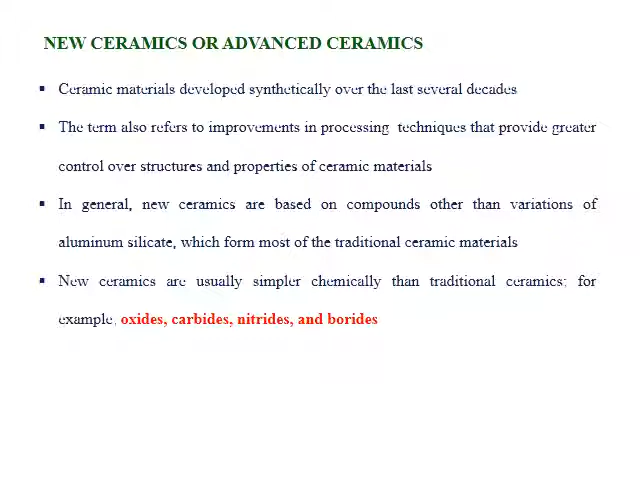 NEW CERAMICS OR ADVANCED CERAMICS
▪ Ceramic materials developed synthetically over the last several decades
▪ The term also refers to improvements in processing techniques that provide greater
control over structures and properties of ceramic materials
▪ In general, new ceramics are based on compounds other than variations of
aluminum silicate, which form most of the traditional ceramic materials
▪ New ceramics are usually simpler chemically than traditional ceramics; for
example, oxides, carbides, nitrides, and borides